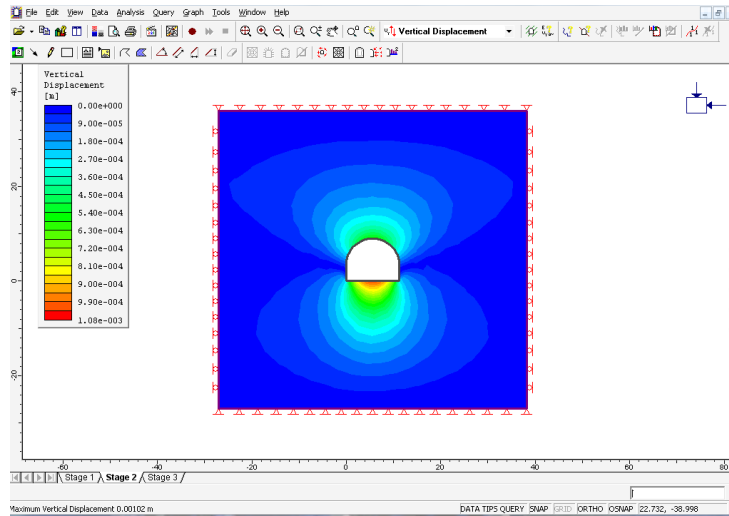 File Edit View Data Analysis Query Graph Tools Window Help
Vertical Displacement
Vertical
Displacement
[m]
0.00e+000
9.00e-005
1.80e-004
2.70e-004
3.60e-004
4.50e-004
5.40e-004
6.30e-004
7.20e-004
8.10e-004
9.00e-004
9.90e-004
1.08e-003
40
20
0
-20
-60 -40 -20 0 20 40 60 80
Stage 1 Stage 2 Stage 3
Maximum Vertical Displacement 0.00102 m DATA TIPS QUERY SNAP GRID ORTHO OSNAP 22.732, -38.998